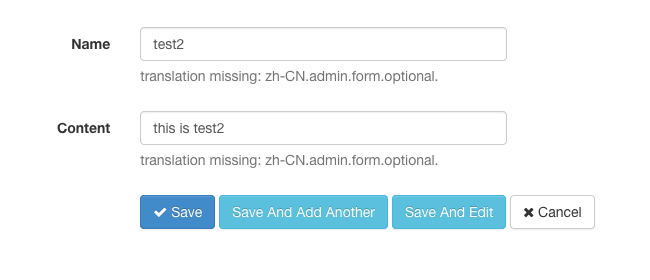 Name test2
translation missing: zh-CN.admin.form.optional.
Content this is test2
translation missing: zh-CN.admin.form.optional.
Save Save And Add Another Save And Edit Cancel